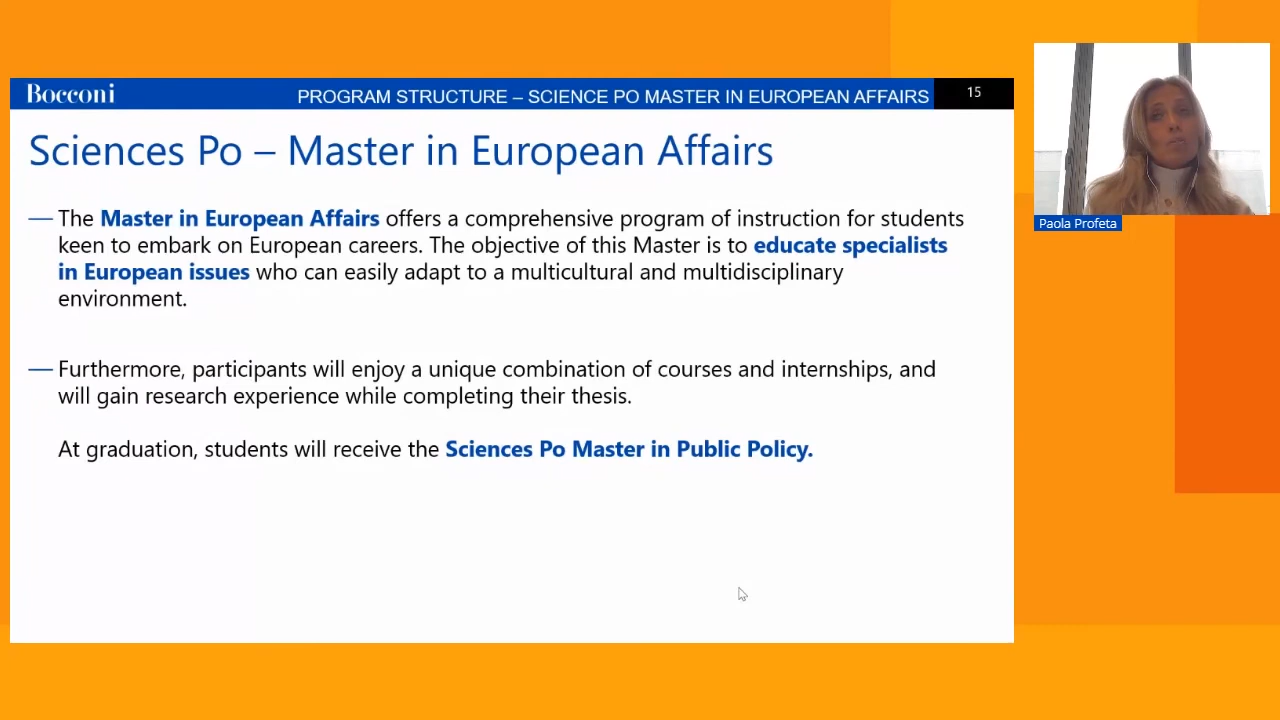 Bocconi
PROGRAM STRUCTURE – SCIENCE PO MASTER IN EUROPEAN AFFAIRS
15
Sciences Po – Master in European Affairs
— The Master in European Affairs offers a comprehensive program of instruction for students
keen to embark on European careers. The objective of this Master is to educate specialists
in European issues who can easily adapt to a multicultural and multidisciplinary
environment.
— Furthermore, participants will enjoy a unique combination of courses and internships, and
will gain research experience while completing their thesis.
At graduation, students will receive the Sciences Po Master in Public Policy.
Paola Profeta